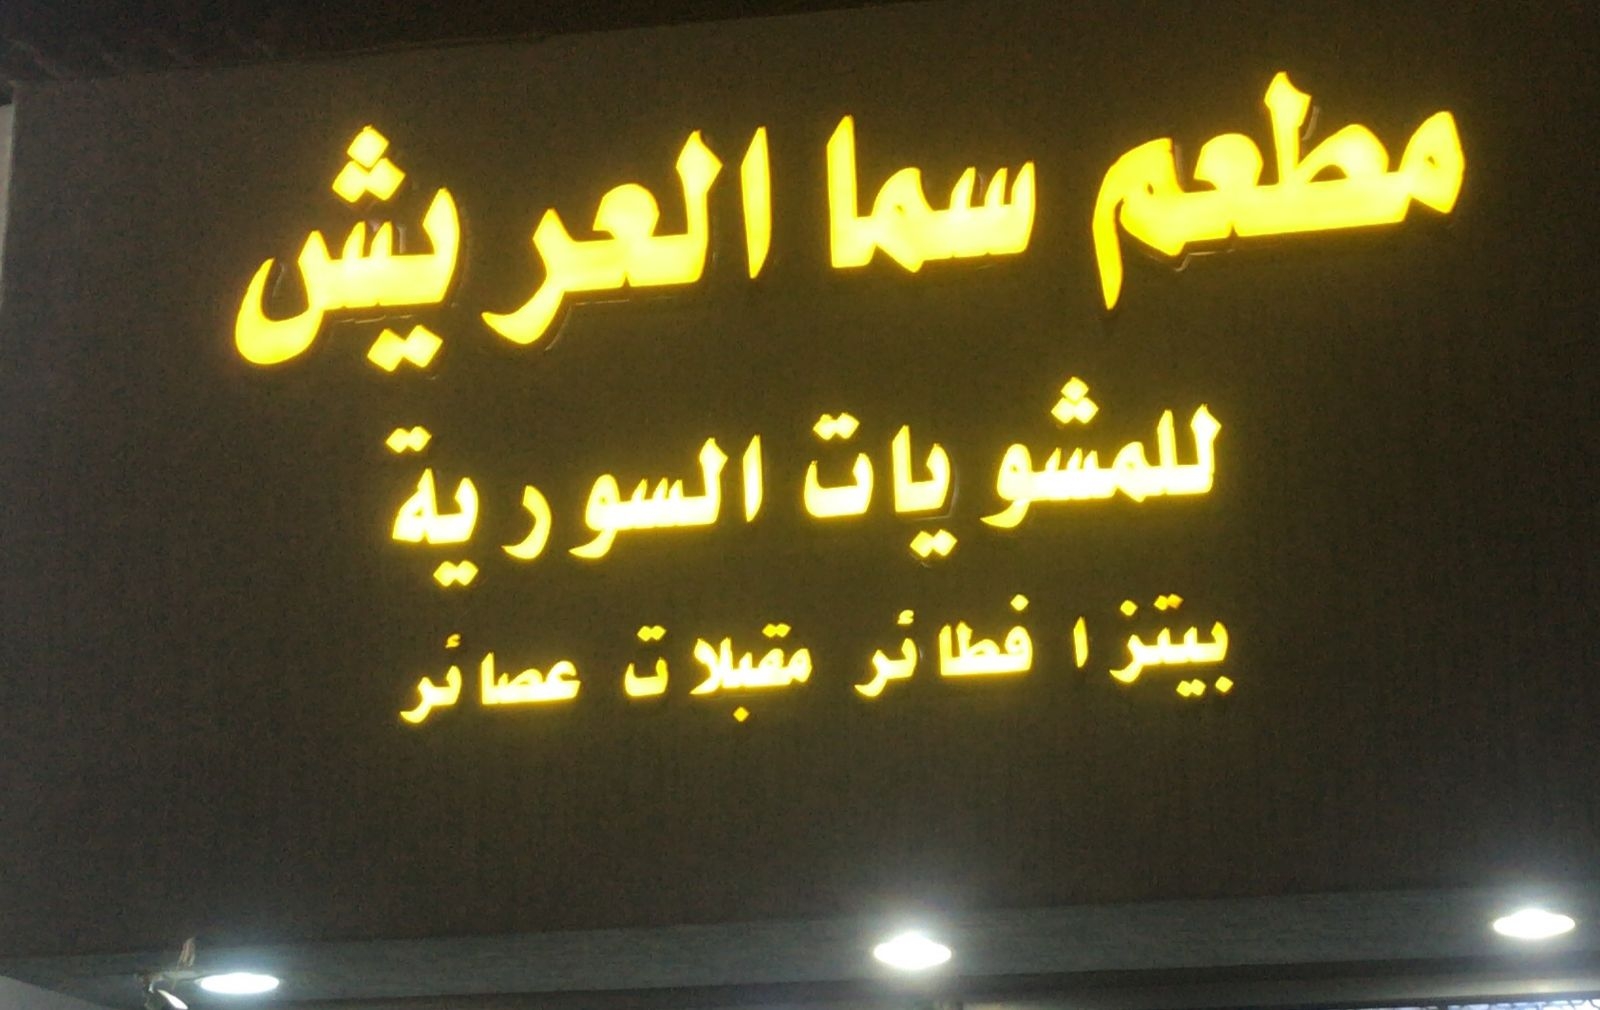 مطعم سما العريش
للمشويات السورية
بيتزا فطائر مقبلات عصائر